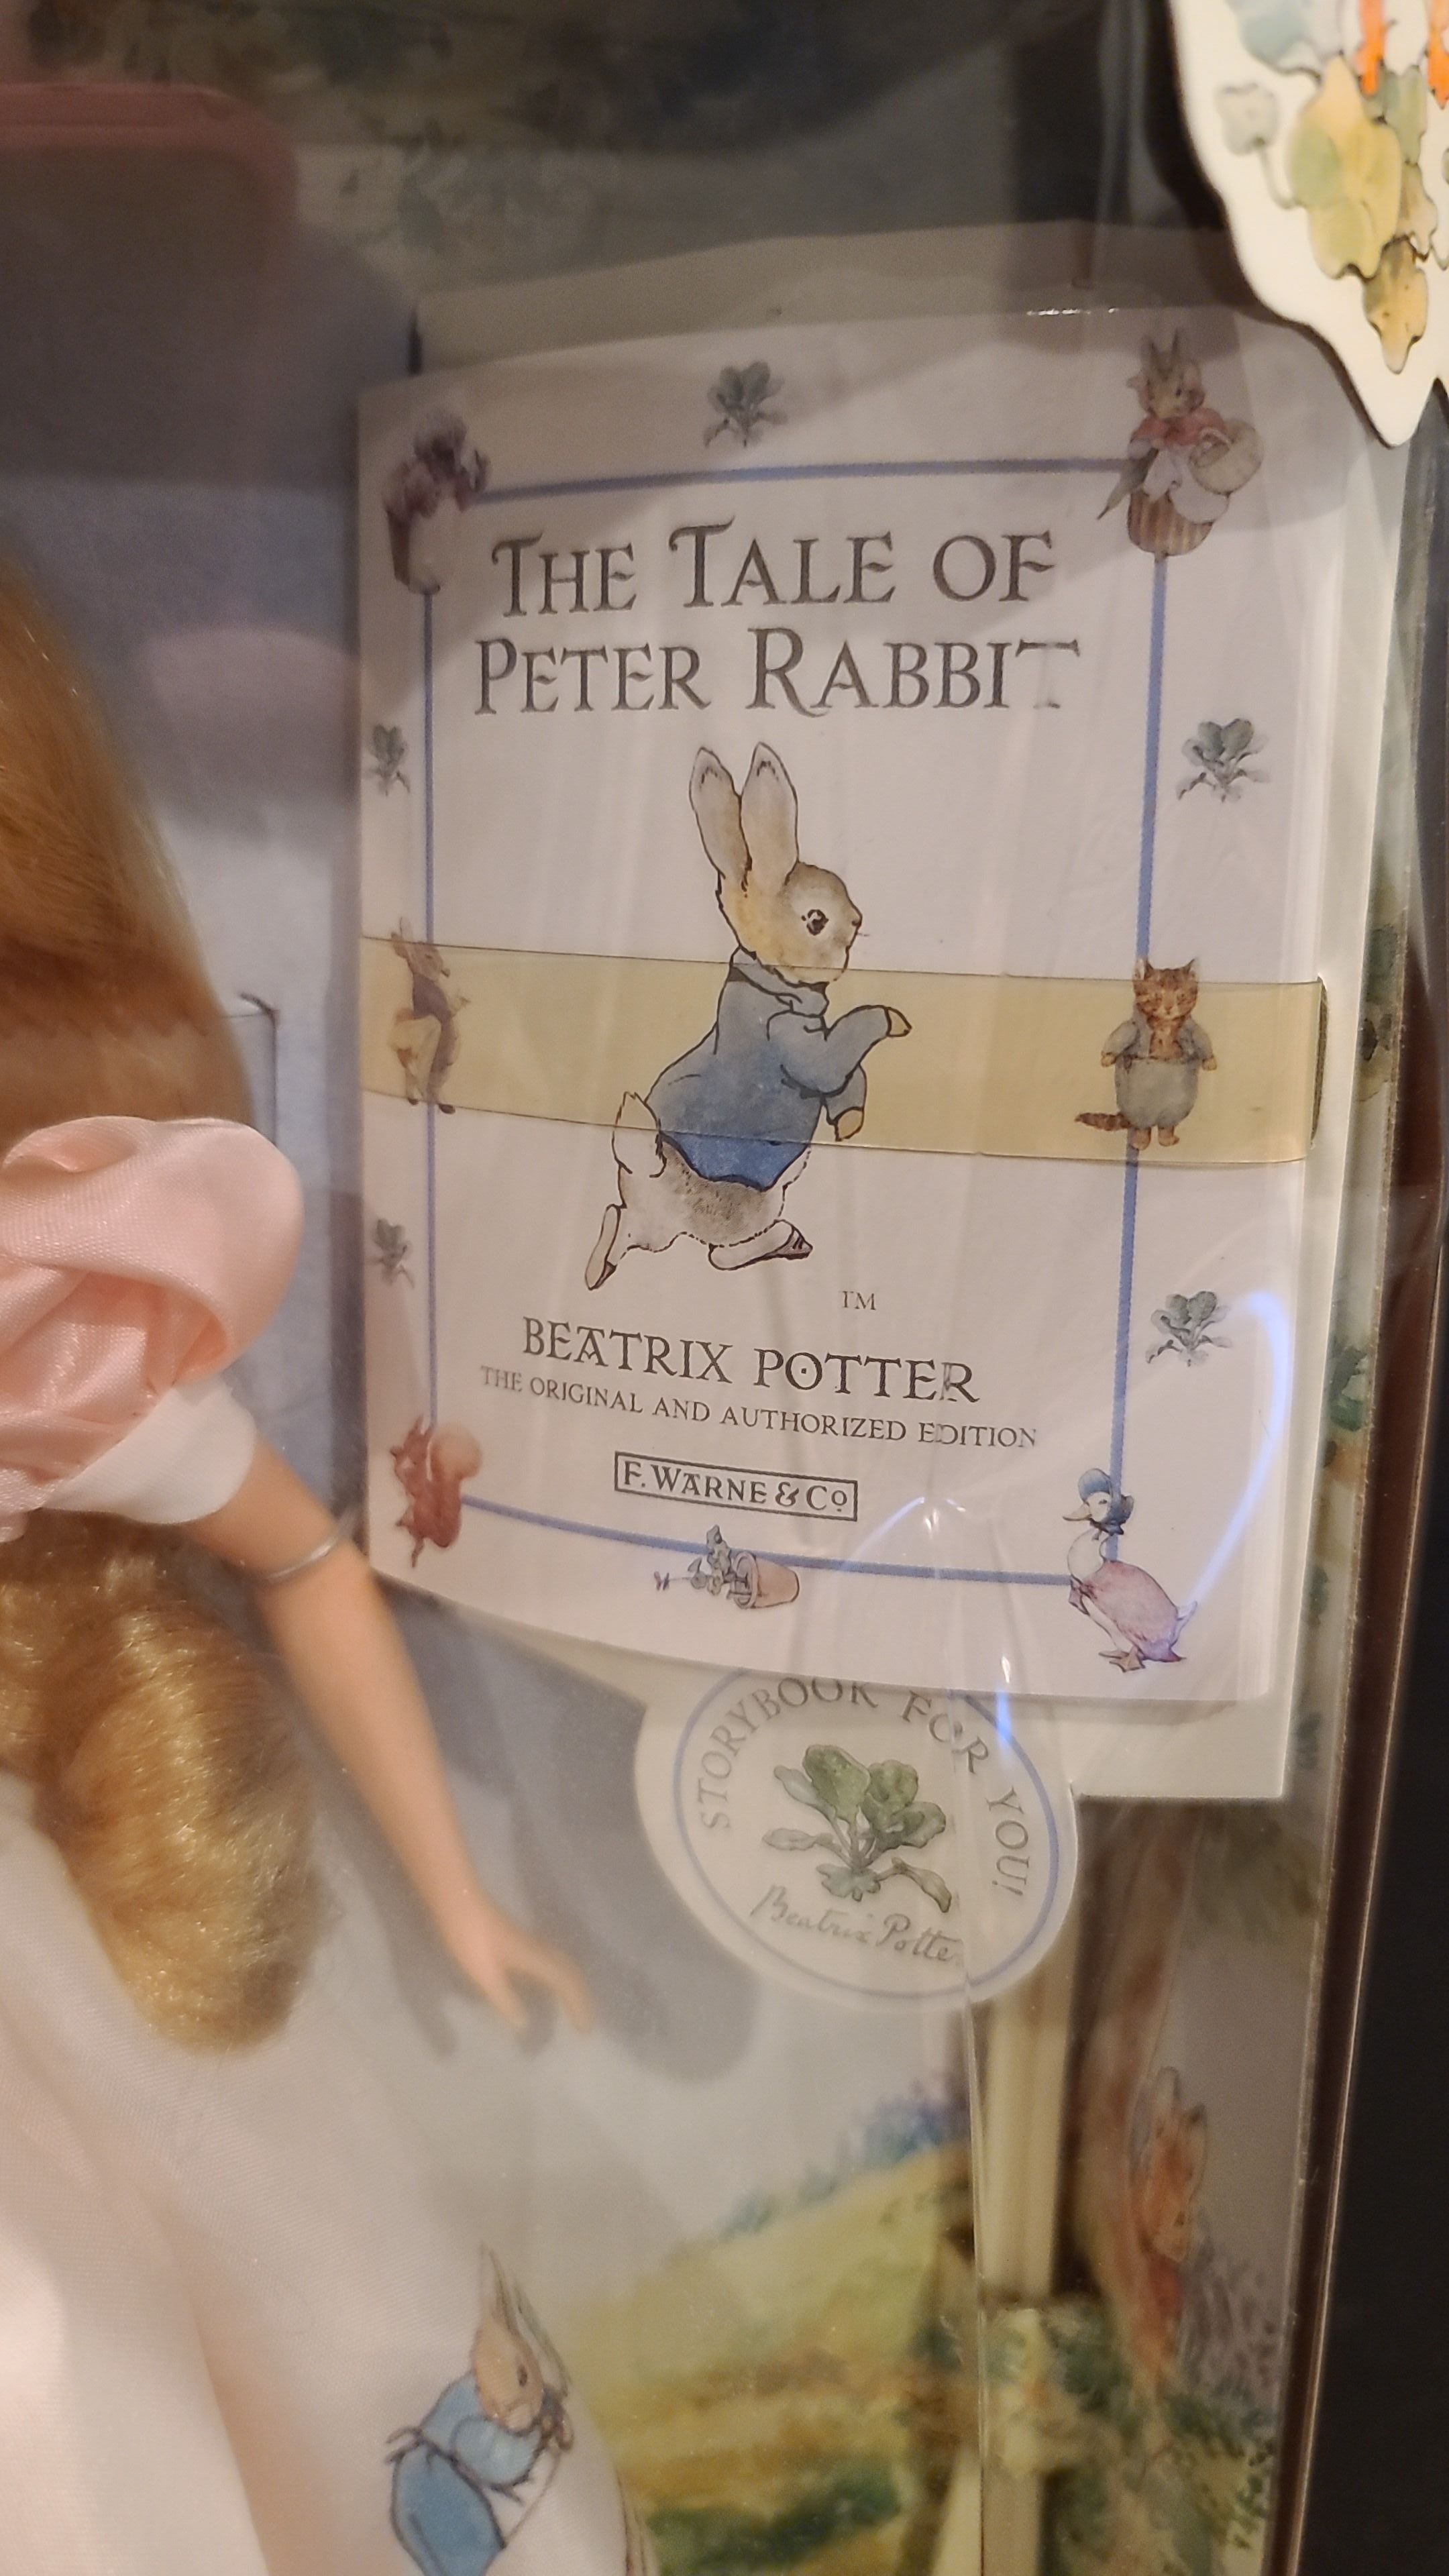 THE TALE OF
PETER RABBIT
TM
BEATRIX POTTER
THE ORIGINAL AND AUTHORIZED EDITION
F. WARNE & Co
STORYBOOK FOR YOU!
Beatrix Potter